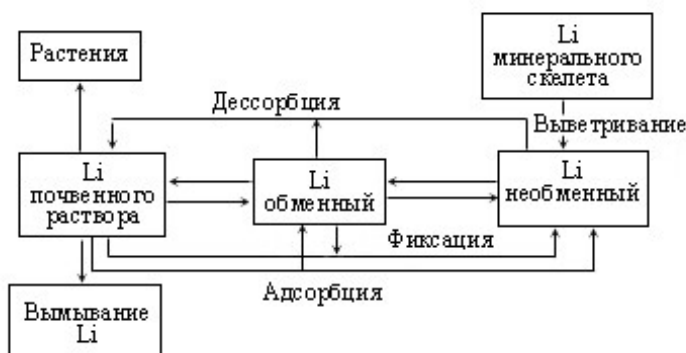 Li
минерального
скелета
Растения
Дессорбция
Выветривание
Li
почвенного
раствора
Li
обменный
Li
необменный
Фиксация
Адсорбция
Вымывание
Li